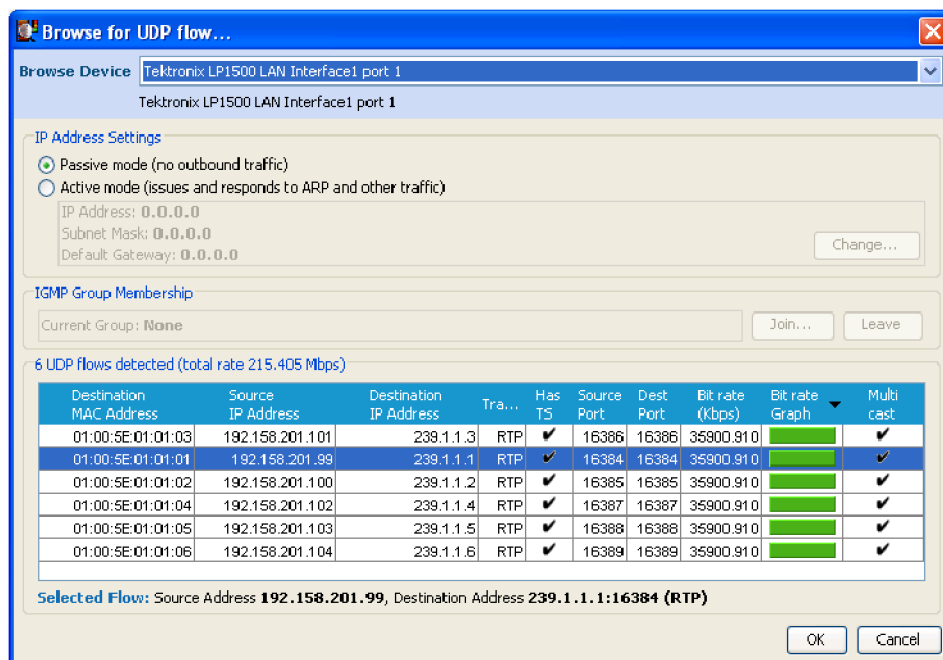 Browse for UDP flow...
Browse Device Tektronix LP1500 LAN Interface1 port 1
Tektronix LP1500 LAN Interface1 port 1
IP Address Settings
Passive mode (no outbound traffic)
Active mode (issues and responds to ARP and other traffic)
IP Address: 0.0.0.0
Subnet Mask: 0.0.0.0
Default Gateway: 0.0.0.0
Change...
IGMP Group Membership
Current Group: None Join... Leave
6 UDP flows detected (total rate 215.405 Mbps)
Destination Source Destination Has Source Dest Bit rate Bit rate Multi
MAC Address IP Address IP Address Tra... TS Port Port (Kbps) Graph cast
01:00:5E:01:01:03 192.158.201.101 239.1.1.3 RTP ✔ 16386 16386 35900.910 ✔
01:00:5E:01:01:01 192.158.201.99 239.1.1.1 RTP ✔ 16384 16384 35900.910 ✔
01:00:5E:01:01:02 192.158.201.100 239.1.1.2 RTP ✔ 16385 16385 35900.910 ✔
01:00:5E:01:01:04 192.158.201.102 239.1.1.4 RTP ✔ 16387 16387 35900.910 ✔
01:00:5E:01:01:05 192.158.201.103 239.1.1.5 RTP ✔ 16388 16388 35900.910 ✔
01:00:5E:01:01:06 192.158.201.104 239.1.1.6 RTP ✔ 16389 16389 35900.910 ✔
Selected Flow: Source Address 192.158.201.99, Destination Address 239.1.1.1:16384 (RTP)
OK Cancel